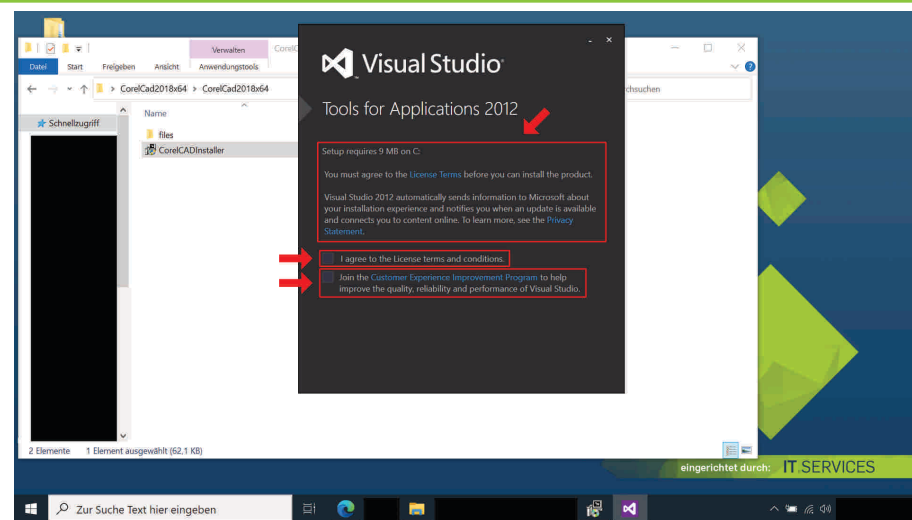 Verwalten
CorelC
Datei Start Freigeben Ansicht Anwendungstools
CorelCad2018x64 > CorelCad2018x64
chsuchen
Schnellzugriff
Name
files
CorelCADInstaller
2 Elemente 1 Element ausgewählt (62,1 KB)
Visual Studio
Tools for Applications 2012
Setup requires 9 MB on C:
You must agree to the License Terms before you can install the product.
Visual Studio 2012 automatically sends information to Microsoft about
your installation experience and notifies you when an update is available
and connects you to content online. To learn more, see the Privacy
Statement.
I agree to the License terms and conditions.
Join the Customer Experience Improvement Program to help
improve the quality, reliability and performance of Visual Studio.
eingerichtet durch: IT.SERVICES
Zur Suche Text hier eingeben